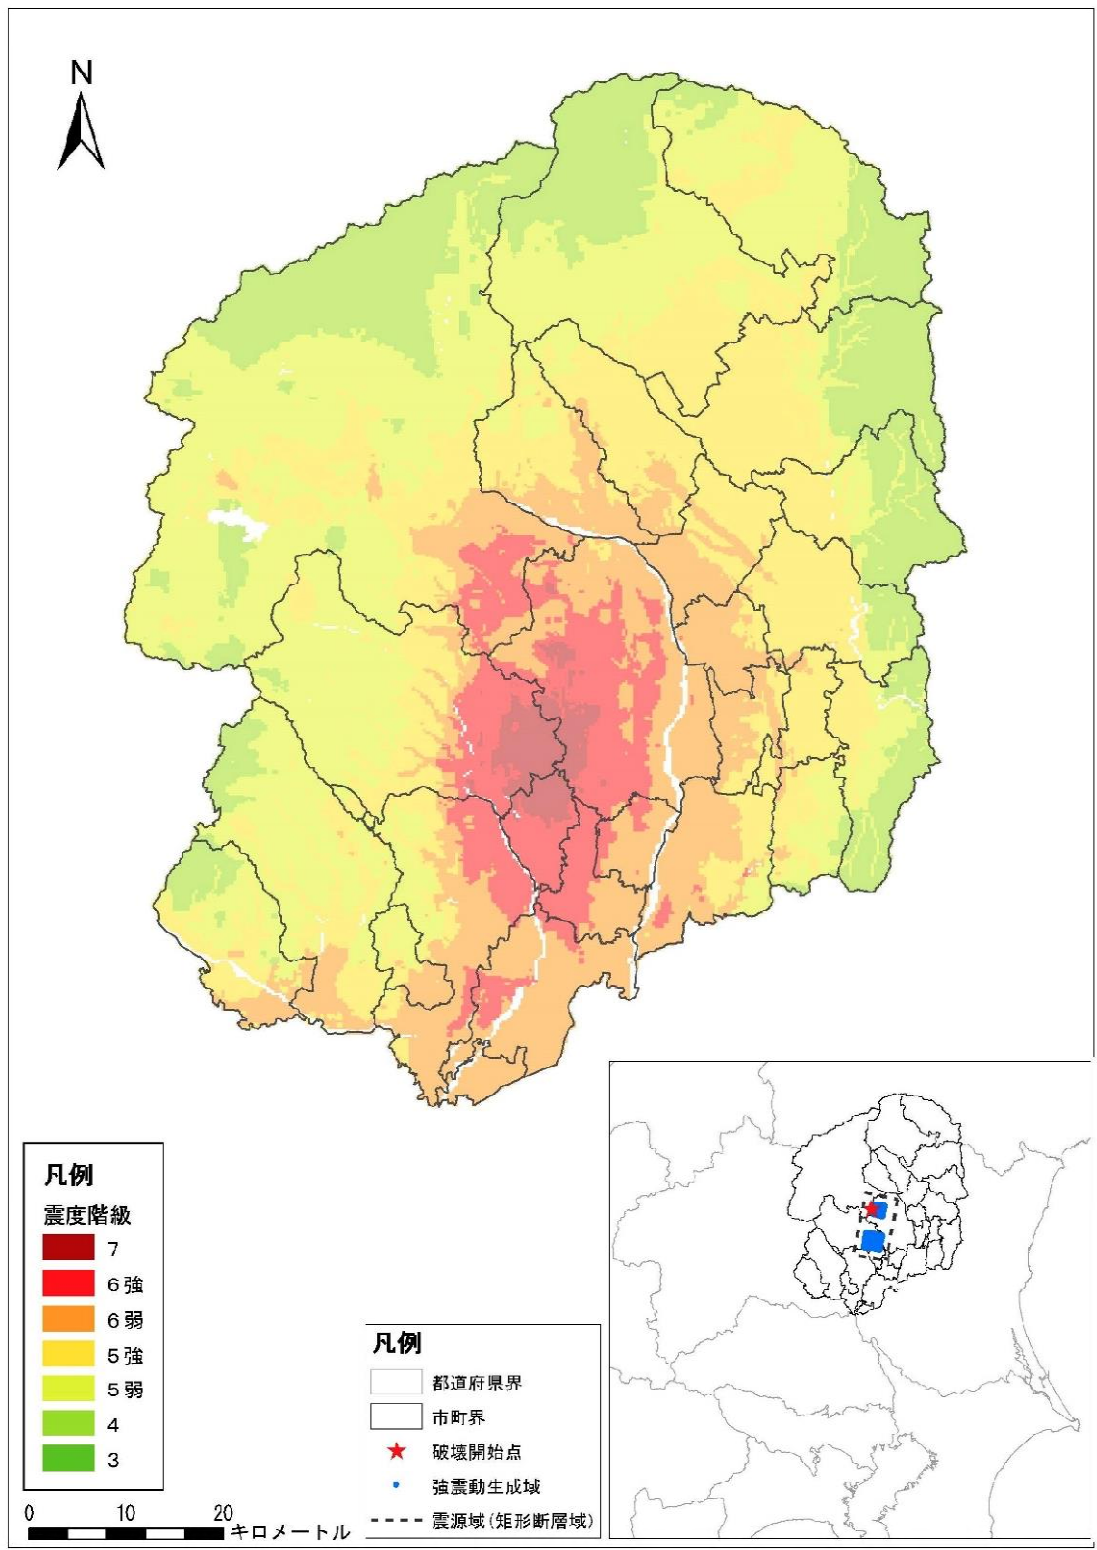 N
凡例
震度階級
7
6強
6弱
5強
5弱
4
3
0 10 20
キロメートル
凡例
都道府県界
市町界
破壊開始点
強震動生成域
震源域(矩形断層域)